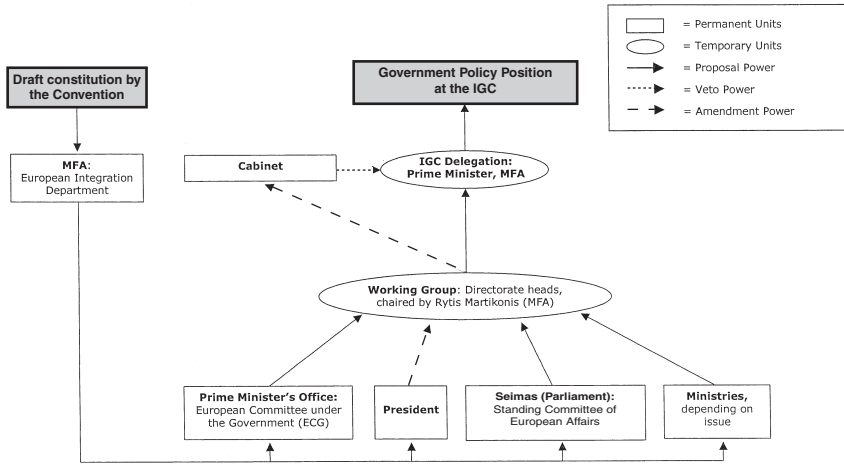 = Permanent Units
= Temporary Units
= Proposal Power
= Veto Power
= Amendment Power
Draft constitution by
the Convention
Government Policy Position
at the IGC
MFA:
European Integration
Department
Cabinet
IGC Delegation:
Prime Minister, MFA
Working Group: Directorate heads,
chaired by Rytis Martikonis (MFA)
Prime Minister's Office:
European Committee under
the Government (ECG)
President
Seimas (Parliament):
Standing Committee of
European Affairs
Ministries,
depending on
issue